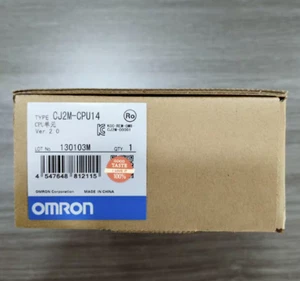 TYPE CJ2M-CPU14
CPU单元
Ver.2.0
LOT No. 130103M QTY 1
4 547648 812115
OMRON Corporation MADE IN CHINA
OMRON